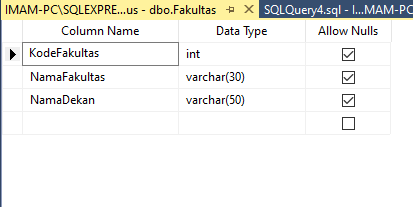 IMAM-PC\SQLEXPRE...us - dbo.Fakultas SQLQuery4.sql - I...MAM-PC
Column Name Data Type Allow Nulls
KodeFakultas int
NamaFakultas varchar(30)
NamaDekan varchar(50)